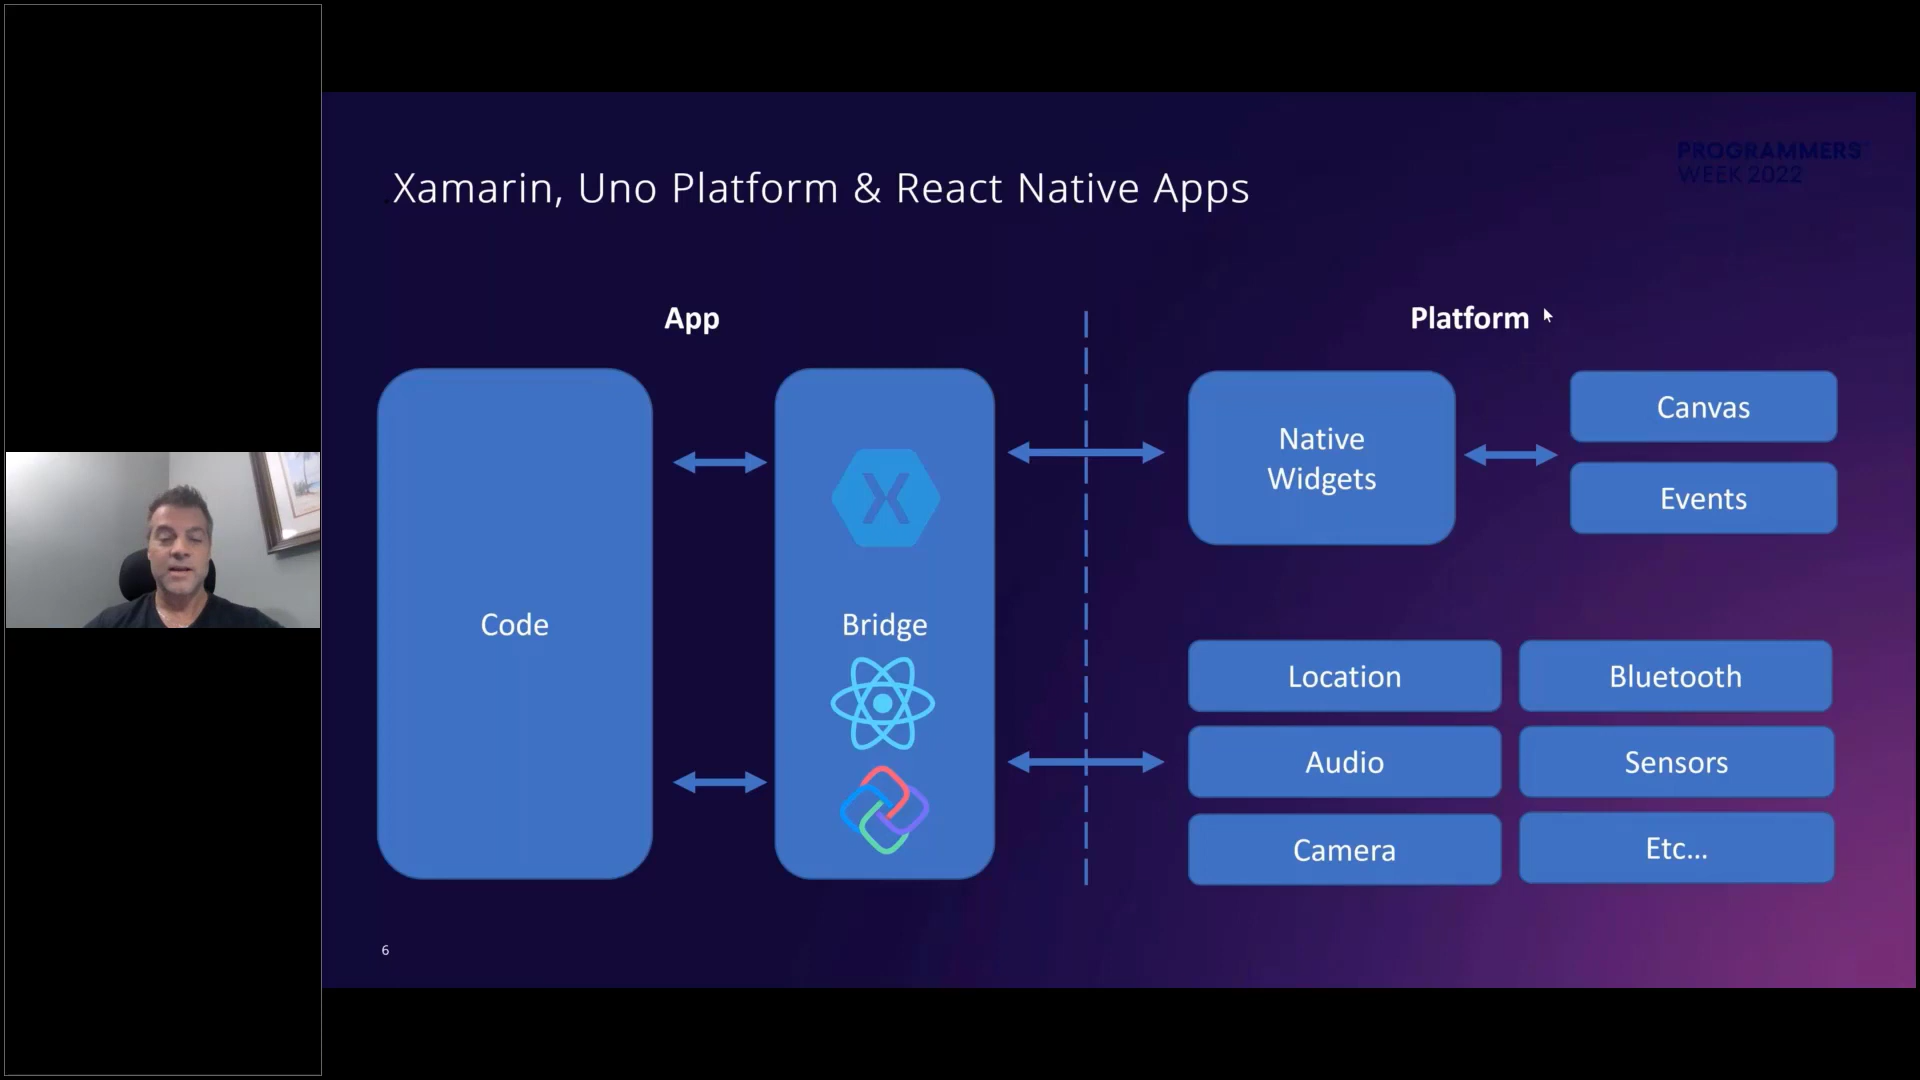 PROGRAMMERS'
WEEK 2022
Xamarin, Uno Platform & React Native Apps
App
Platform
Code
Bridge
Native
Widgets
Canvas
Events
Location
Bluetooth
Audio
Sensors
Camera
Etc...
6